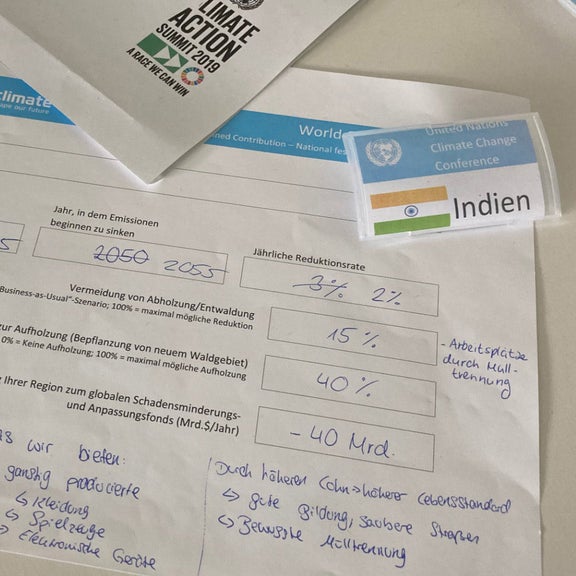 CLIMATE
ACTION
SUMMIT 2019
A RACE WE CAN WIN
climate
our future
World
Contribution – National
United Nations
Climate Change
Conference
Indien
Jahr, in dem Emissionen
beginnen zu sinken
5
2050 2055
Jährliche Reduktionsrate
3% 2%
Vermeidung von Abholzung/Entwaldung
Business-as-Usual"-Szenario; 100% = maximal mögliche Reduktion
15 %
zur Aufholzung (Bepflanzung von neuem Waldgebiet)
0% = Keine Aufholzung; 100% = maximal mögliche Aufholzung
40 %
- Arbeitsplätze
durch Müll-
trennung
Ihrer Region zum globalen Schadensminderungs-
und Anpassungsfonds (Mrd.$/Jahr)
- 40 Mrd.
wir bieten:
günstig produzierte
↳ Kleidung
↳ Spielzeuge
Elektronische Geräte
Durch höheren Lohn → höherer Lebensstandard
↳ gute Bildung, saubere Straßen
↳ Bewusste Mülltrennung